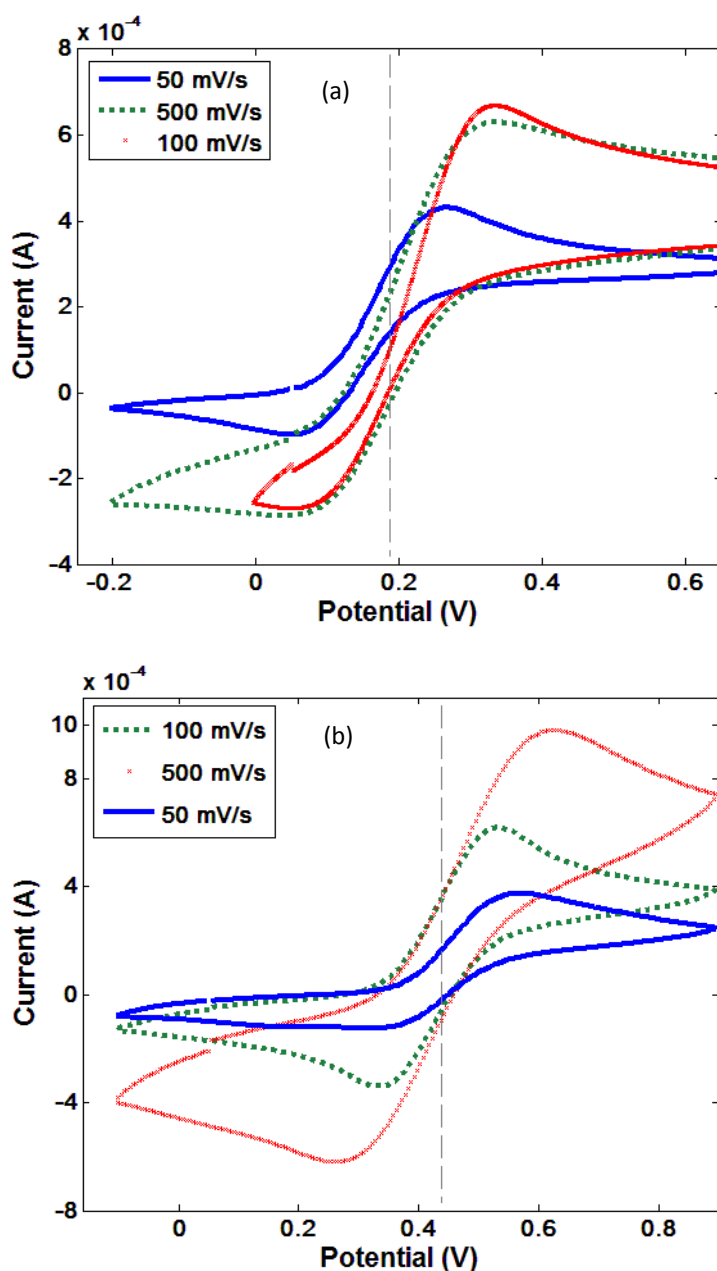 x 10⁻⁴
8
6
4
2
0
-2
-4
Current (A)
50 mV/s
500 mV/s
100 mV/s
(a)
-0.2 0 0.2 0.4 0.6
Potential (V)
x 10⁻⁴
10
8
4
0
-4
-8
Current (A)
100 mV/s
500 mV/s
50 mV/s
(b)
0 0.2 0.4 0.6 0.8
Potential (V)